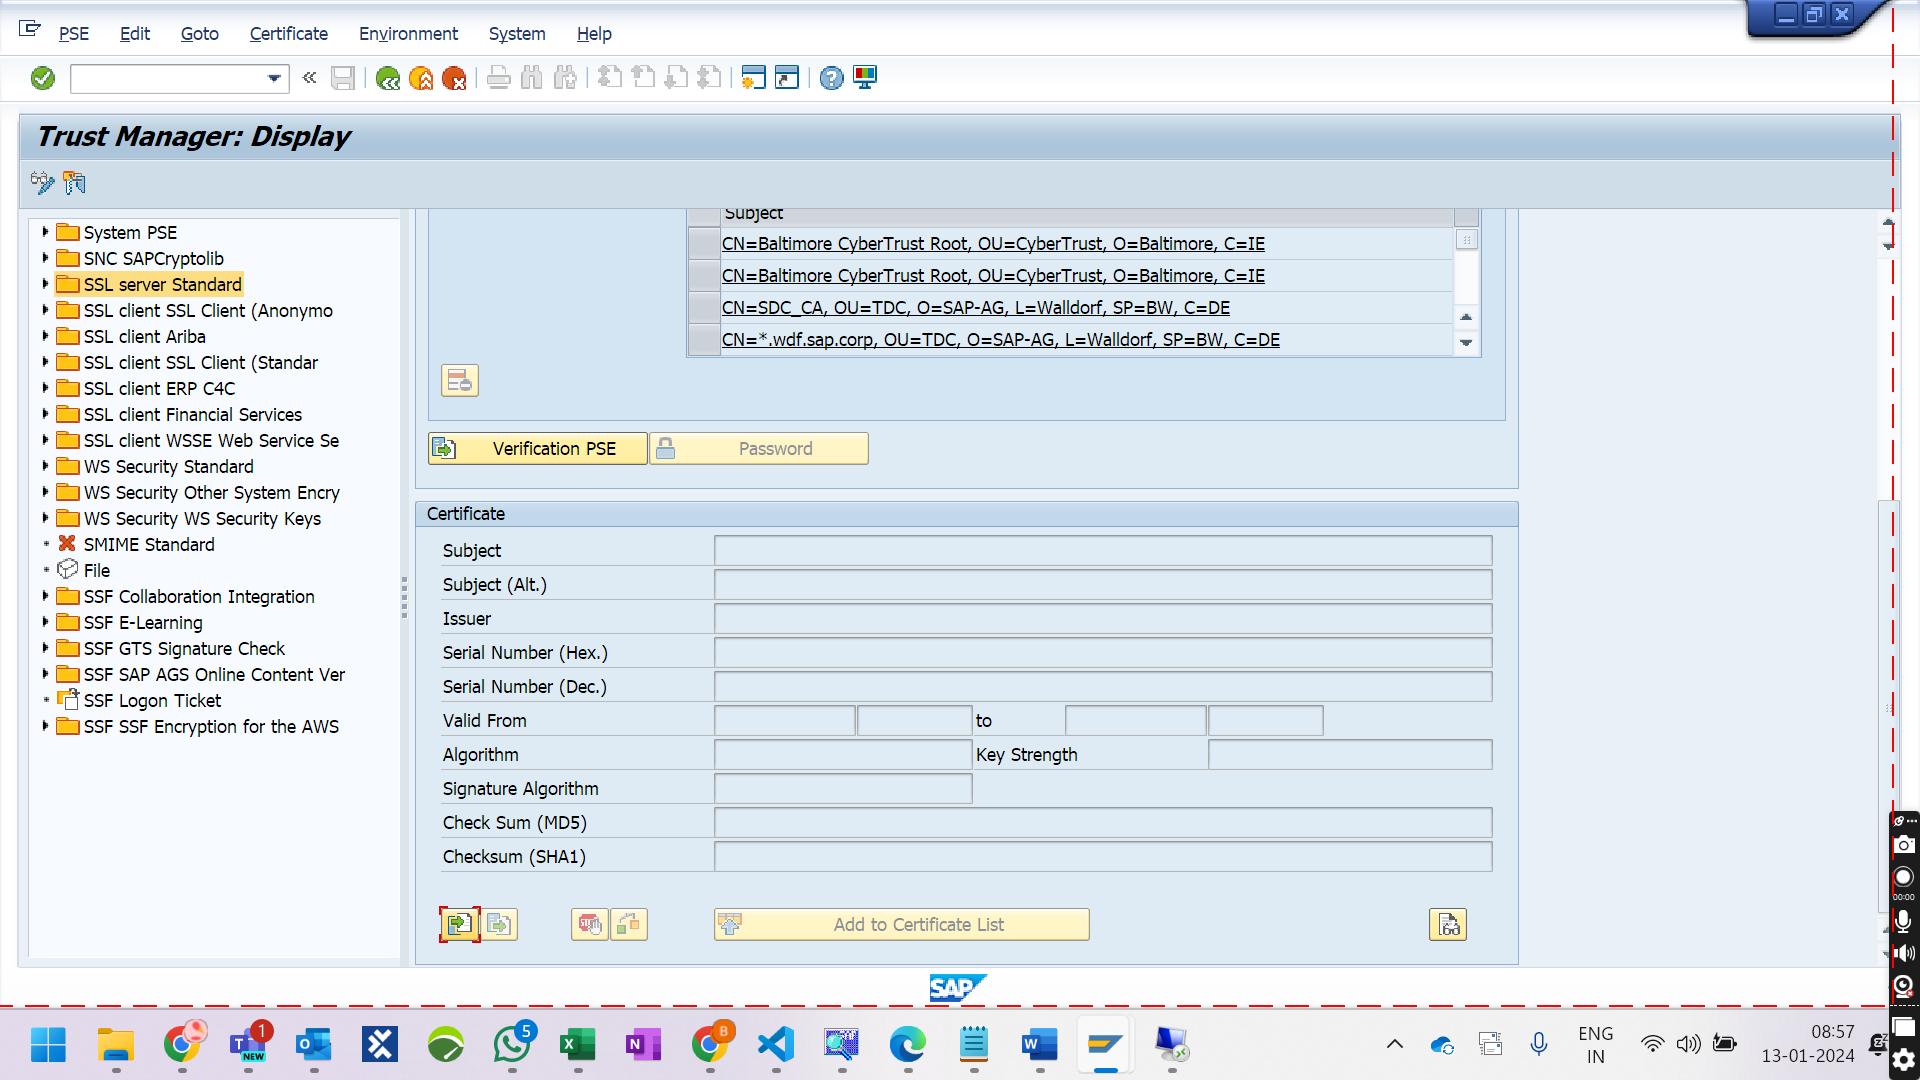 PSE Edit Goto Certificate Environment System Help
Trust Manager: Display
System PSE
SNC SAPCryptolib
SSL server Standard
SSL client SSL Client (Anonymo
SSL client Ariba
SSL client SSL Client (Standar
SSL client ERP C4C
SSL client Financial Services
SSL client WSSE Web Service Se
WS Security Standard
WS Security Other System Encry
WS Security WS Security Keys
SMIME Standard
File
SSF Collaboration Integration
SSF E-Learning
SSF GTS Signature Check
SSF SAP AGS Online Content Ver
SSF Logon Ticket
SSF SSF Encryption for the AWS
Subject
CN=Baltimore CyberTrust Root, OU=CyberTrust, O=Baltimore, C=IE
CN=Baltimore CyberTrust Root, OU=CyberTrust, O=Baltimore, C=IE
CN=SDC_CA, OU=TDC, O=SAP-AG, L=Walldorf, SP=BW, C=DE
CN=*.wdf.sap.corp, OU=TDC, O=SAP-AG, L=Walldorf, SP=BW, C=DE
Verification PSE Password
Certificate
Subject
Subject (Alt.)
Issuer
Serial Number (Hex.)
Serial Number (Dec.)
Valid From to
Algorithm Key Strength
Signature Algorithm
Check Sum (MD5)
Checksum (SHA1)
Add to Certificate List
SAP
00:00
1
NEW
5
B
ENG
IN
08:57
13-01-2024